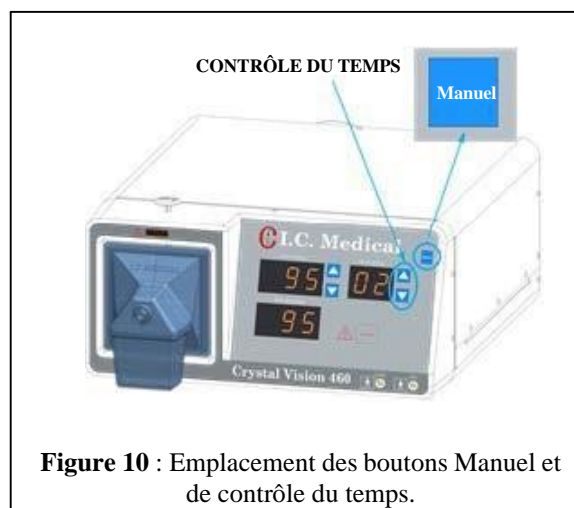 CONTRÔLE DU TEMPS
Manuel
I.C. Medical
95
02
95
Crystal Vision 460
Figure 10 : Emplacement des boutons Manuel et
de contrôle du temps.